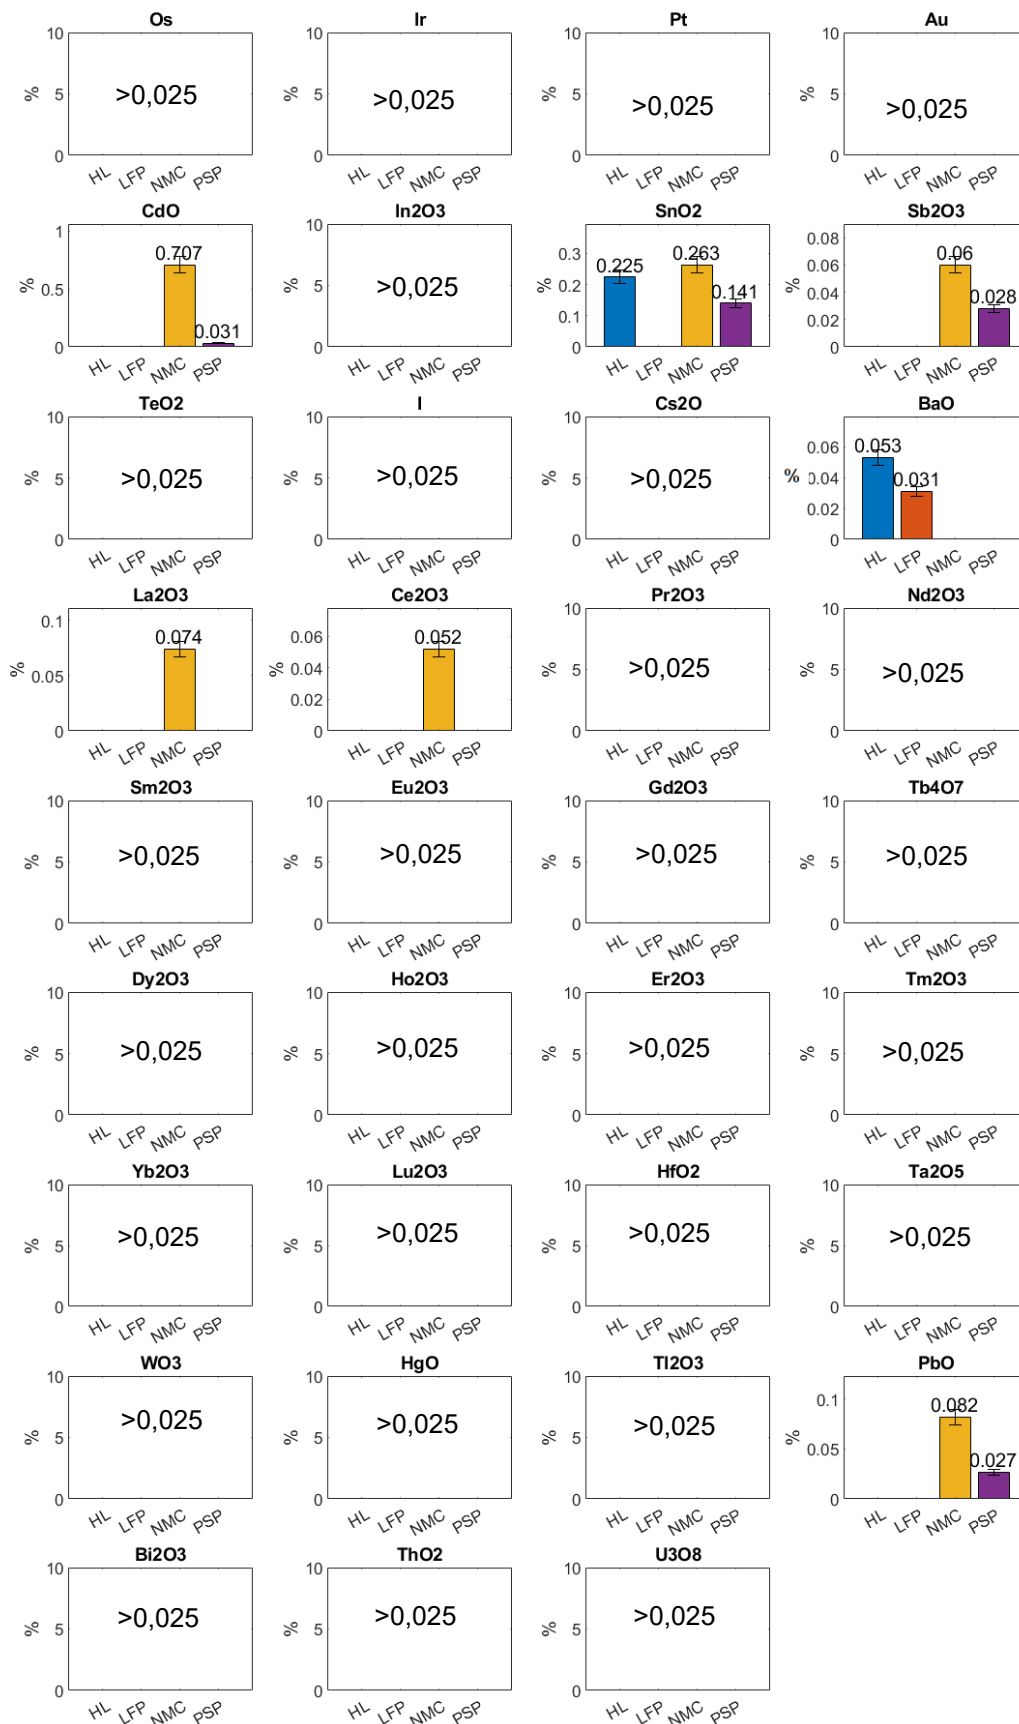 Os Ir Pt Au
10 10 10 10
% 5 >0,025 % 5 >0,025 % 5 >0,025 % 5 >0,025
0 0 0 0
HL LFP NMC PSP HL LFP NMC PSP HL LFP NMC PSP HL LFP NMC PSP
CdO In2O3 SnO2 Sb2O3
1 10 0.08
0.707 0.3 0.225 0.263 0.06 0.06
% 0.5 % 5 >0,025 % 0.2 0.141 % 0.04 0.028
0.031 0.1 0.02
0 0 0 0
HL LFP NMC PSP HL LFP NMC PSP HL LFP NMC PSP HL LFP NMC PSP
TeO2 I Cs2O BaO
10 10 10 0.06 0.053
% 5 >0,025 % 5 >0,025 % 5 >0,025 % 0.04 0.031
0.02
0 0 0 0
HL LFP NMC PSP HL LFP NMC PSP HL LFP NMC PSP HL LFP NMC PSP
La2O3 Ce2O3 Pr2O3 Nd2O3
0.1 0.074 0.06 0.052 10 10
% 0.05 % 0.04 % 5 >0,025 % 5 >0,025
0.02
0 0 0 0
HL LFP NMC PSP HL LFP NMC PSP HL LFP NMC PSP HL LFP NMC PSP
Sm2O3 Eu2O3 Gd2O3 Tb4O7
10 10 10 10
% 5 >0,025 % 5 >0,025 % 5 >0,025 % 5 >0,025
0 0 0 0
HL LFP NMC PSP HL LFP NMC PSP HL LFP NMC PSP HL LFP NMC PSP
Dy2O3 Ho2O3 Er2O3 Tm2O3
10 10 10 10
% 5 >0,025 % 5 >0,025 % 5 >0,025 % 5 >0,025
0 0 0 0
HL LFP NMC PSP HL LFP NMC PSP HL LFP NMC PSP HL LFP NMC PSP
Yb2O3 Lu2O3 HfO2 Ta2O5
10 10 10 10
% 5 >0,025 % 5 >0,025 % 5 >0,025 % 5 >0,025
0 0 0 0
HL LFP NMC PSP HL LFP NMC PSP HL LFP NMC PSP HL LFP NMC PSP
WO3 HgO Tl2O3 PbO
10 10 10 0.1 0.082
% 5 >0,025 % 5 >0,025 % 5 >0,025 % 0.05 0.027
0 0 0 0
HL LFP NMC PSP HL LFP NMC PSP HL LFP NMC PSP HL LFP NMC PSP
Bi2O3 ThO2 U3O8
10 10 10
% 5 >0,025 % 5 >0,025 % 5 >0,025
0 0 0
HL LFP NMC PSP HL LFP NMC PSP HL LFP NMC PSP